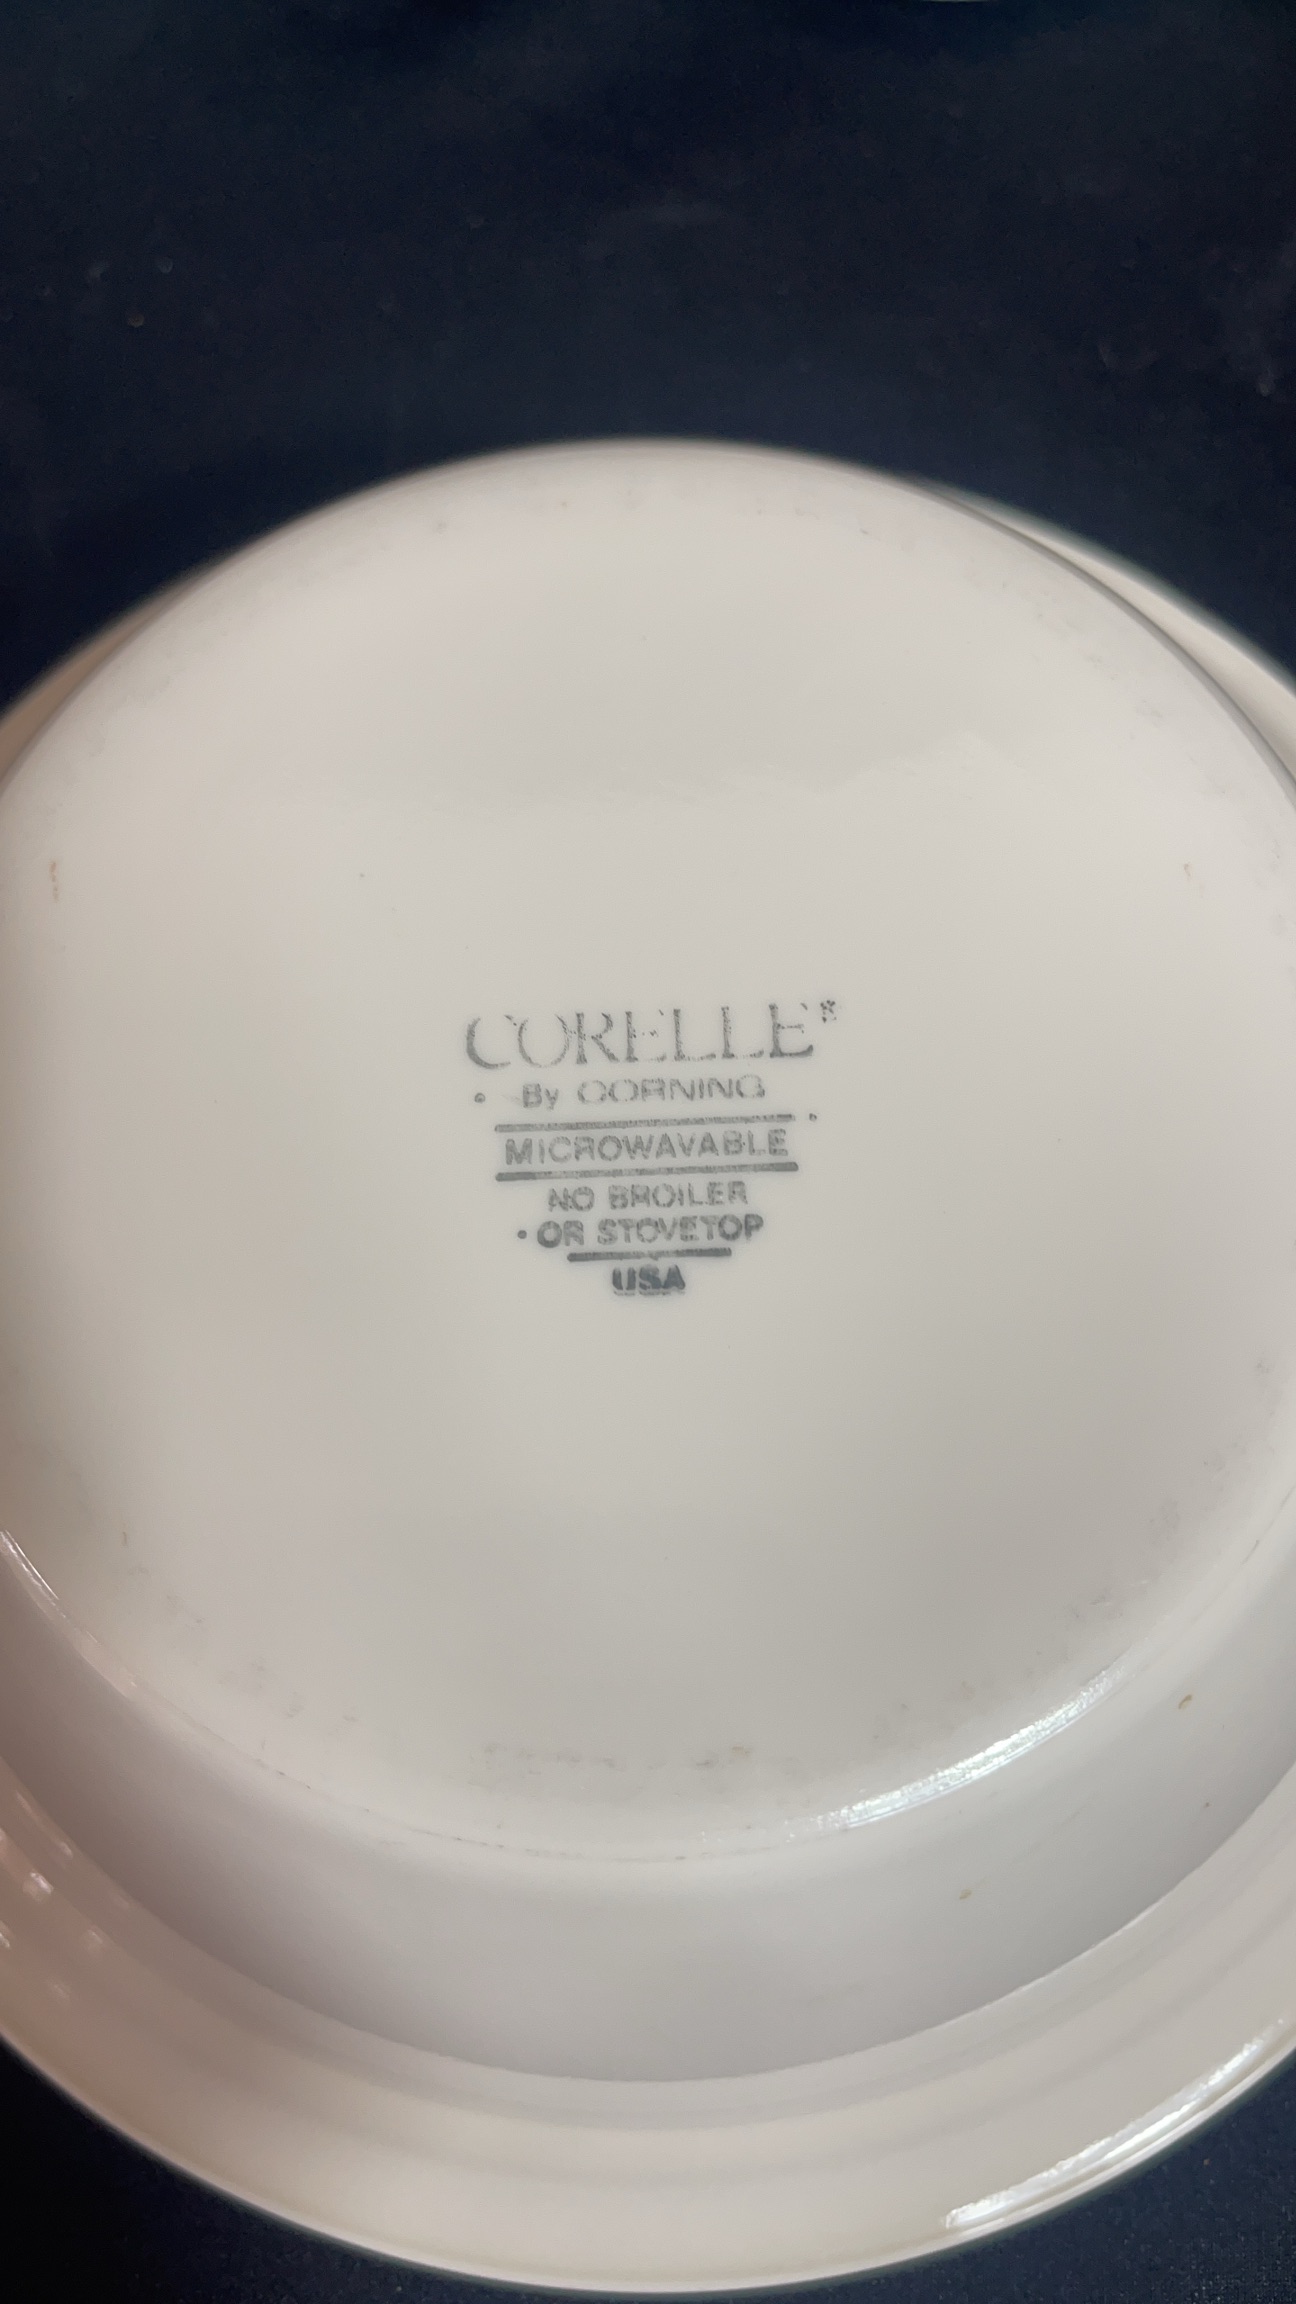 CORELLE®
By CORNING
MICROWAVABLE
NO BROILER
OR STOVETOP
USA